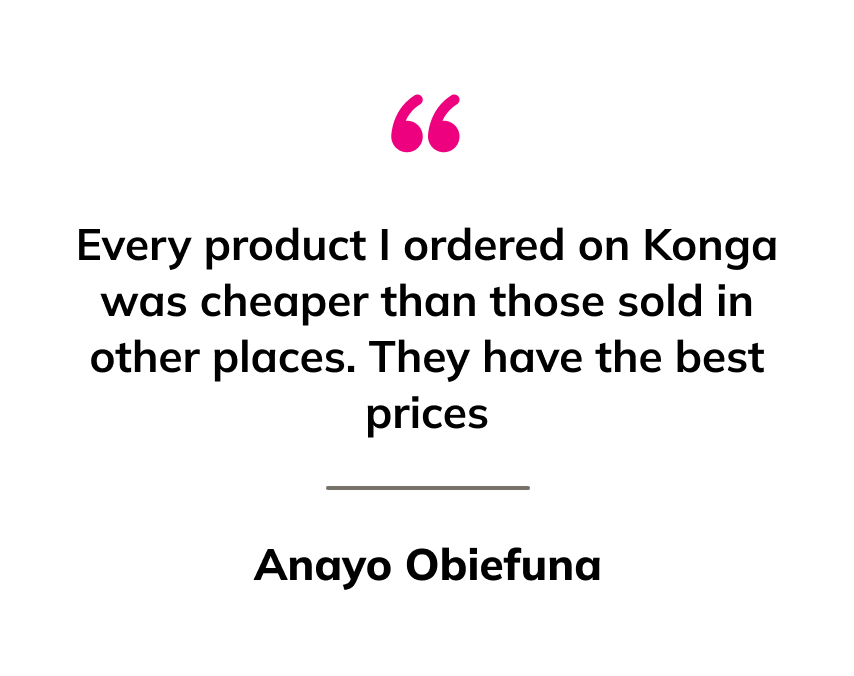 “
Every product I ordered on Konga
was cheaper than those sold in
other places. They have the best
prices
Anayo Obiefuna